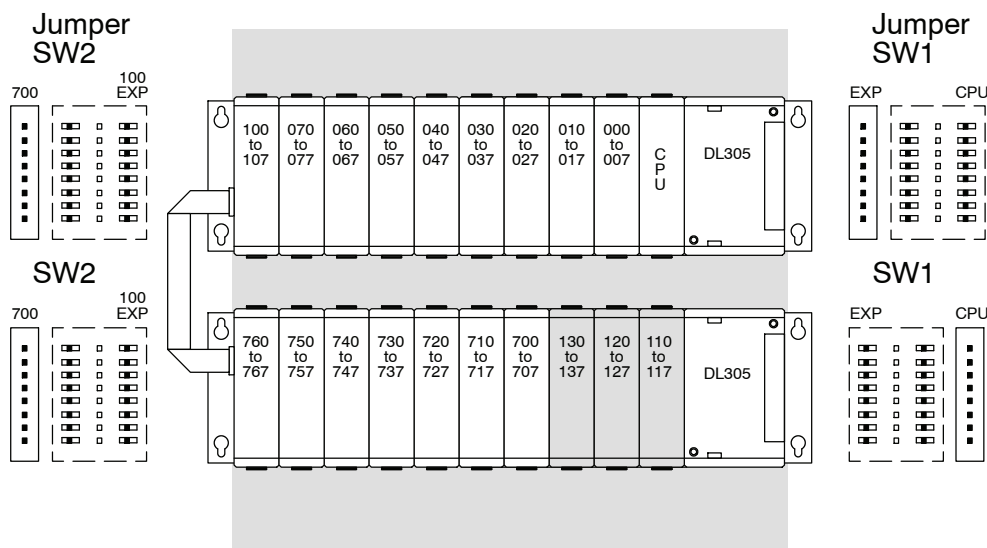 Jumper
SW2
Jumper
SW1
700
100
EXP
EXP
CPU
100
to
107
070
to
077
060
to
067
050
to
057
040
to
047
030
to
037
020
to
027
010
to
017
000
to
007
C
P
U
DL305
SW2
SW1
700
100
EXP
EXP
CPU
760
to
767
750
to
757
740
to
747
730
to
737
720
to
727
710
to
717
700
to
707
130
to
137
120
to
127
110
to
117
DL305